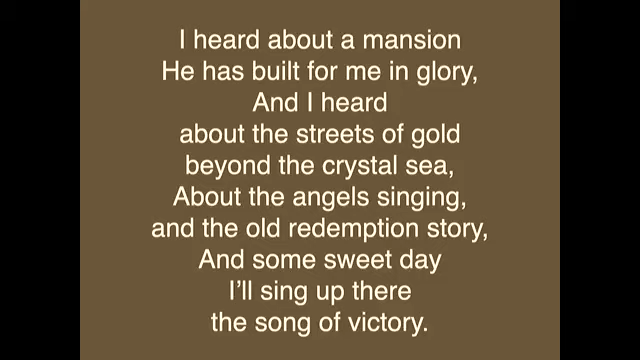 I heard about a mansion
He has built for me in glory,
And I heard
about the streets of gold
beyond the crystal sea,
About the angels singing,
and the old redemption story,
And some sweet day
I’ll sing up there
the song of victory.